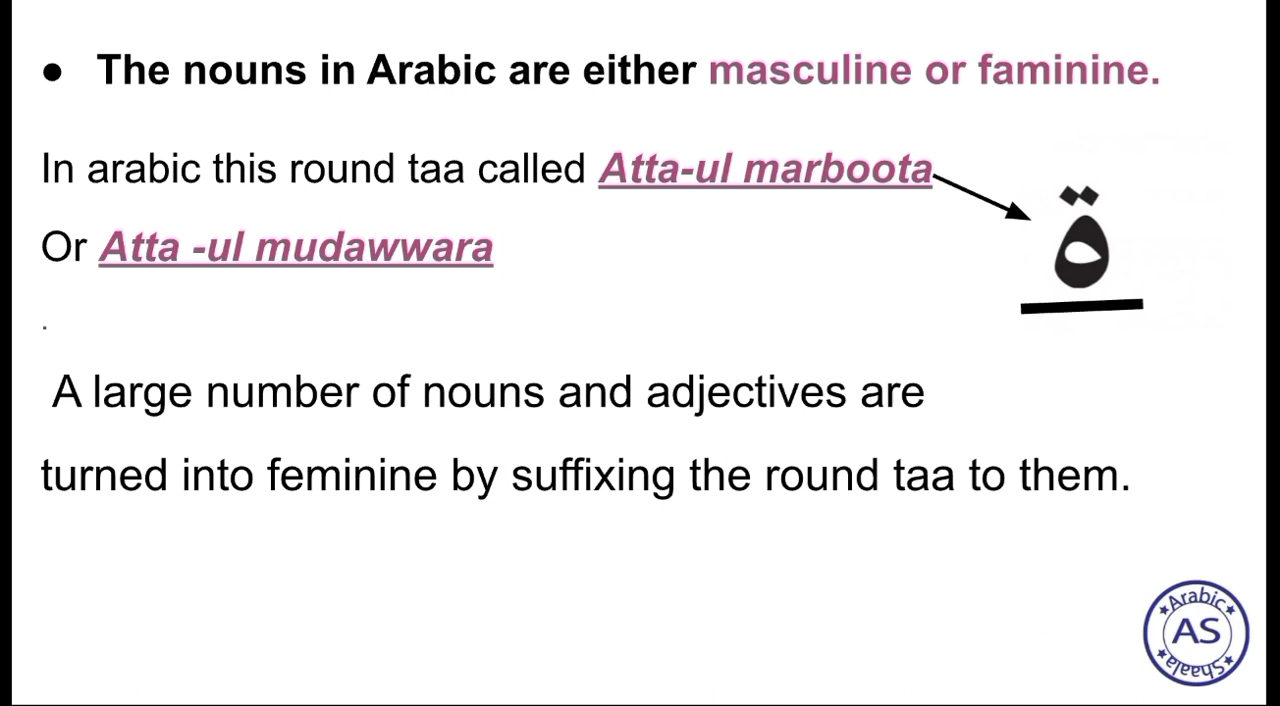 ● The nouns in Arabic are either masculine or faminine.
In arabic this round taa called Atta-ul marboota
ة
Or Atta -ul mudawwara
.
A large number of nouns and adjectives are
turned into feminine by suffixing the round taa to them.
Arabic
AS
Shaala